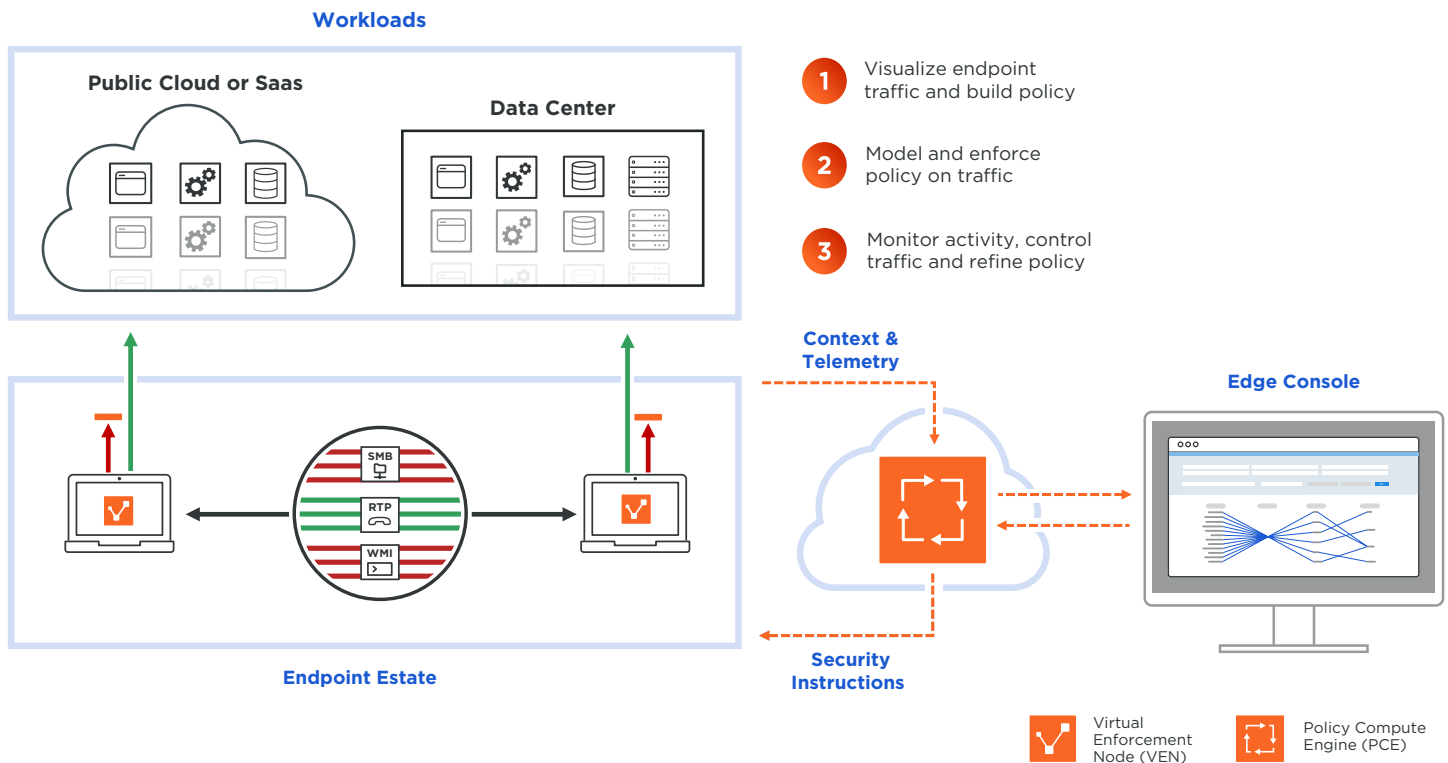 Workloads
Public Cloud or Saas
Data Center
1
Visualize endpoint
traffic and build policy
2
Model and enforce
policy on traffic
3
Monitor activity, control
traffic and refine policy
Context &
Telemetry
Edge Console
SMB
RTP
WMI
Endpoint Estate
Security
Instructions
Virtual
Enforcement
Node (VEN)
Policy Compute
Engine (PCE)